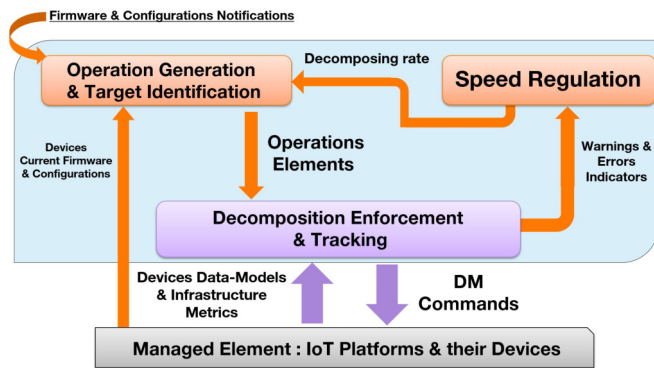 Firmware & Configurations Notifications
Operation Generation
& Target Identification
Decomposing rate
Speed Regulation
Devices
Current Firmware
& Configurations
Operations
Elements
Warnings &
Errors
Indicators
Decomposition Enforcement
& Tracking
Devices Data-Models
& Infrastructure
Metrics
DM
Commands
Managed Element : IoT Platforms & their Devices